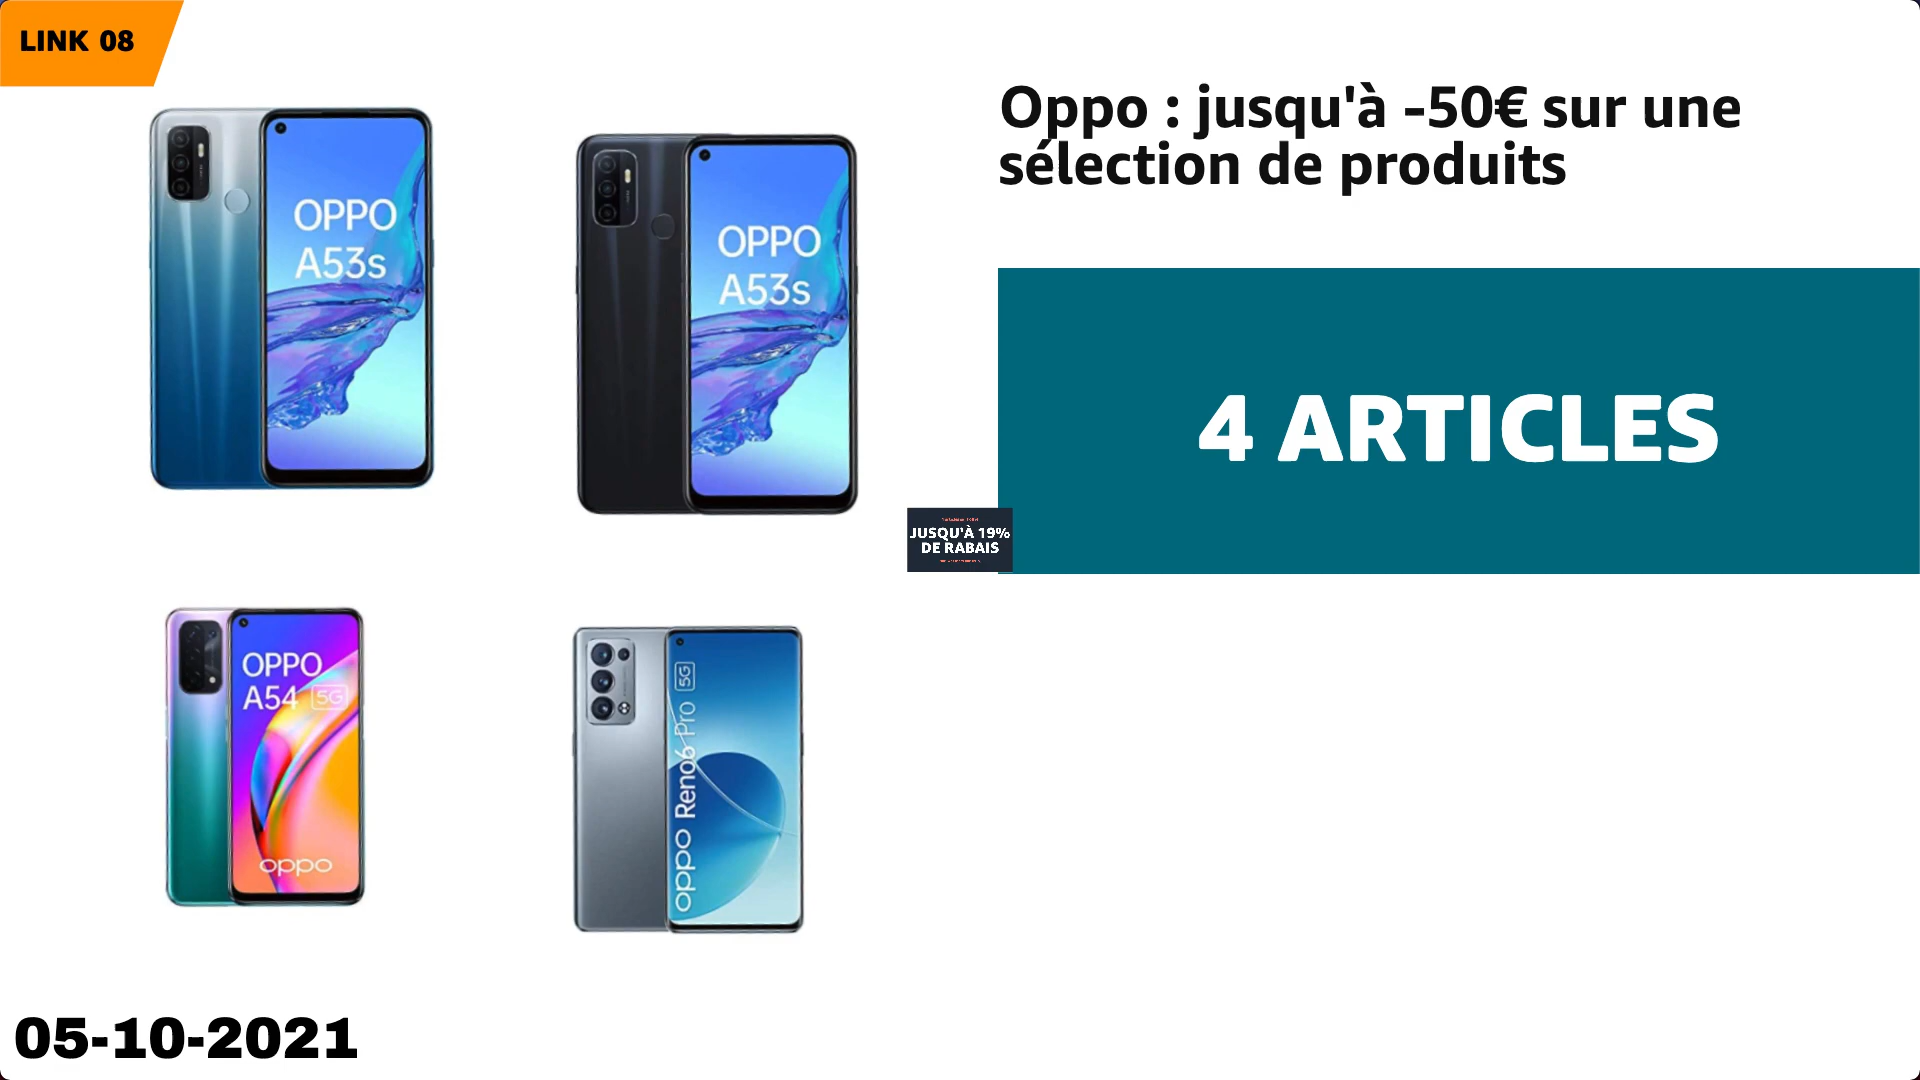 LINK 08
Oppo : jusqu'à -50€ sur une
sélection de produits
OPPO
A53s
OPPO
A53s
4 ARTICLES
JUSQU'À 19%
DE RABAIS
OPPO
A54 5G
oppo
oppo Reno6 Pro 5G
05-10-2021